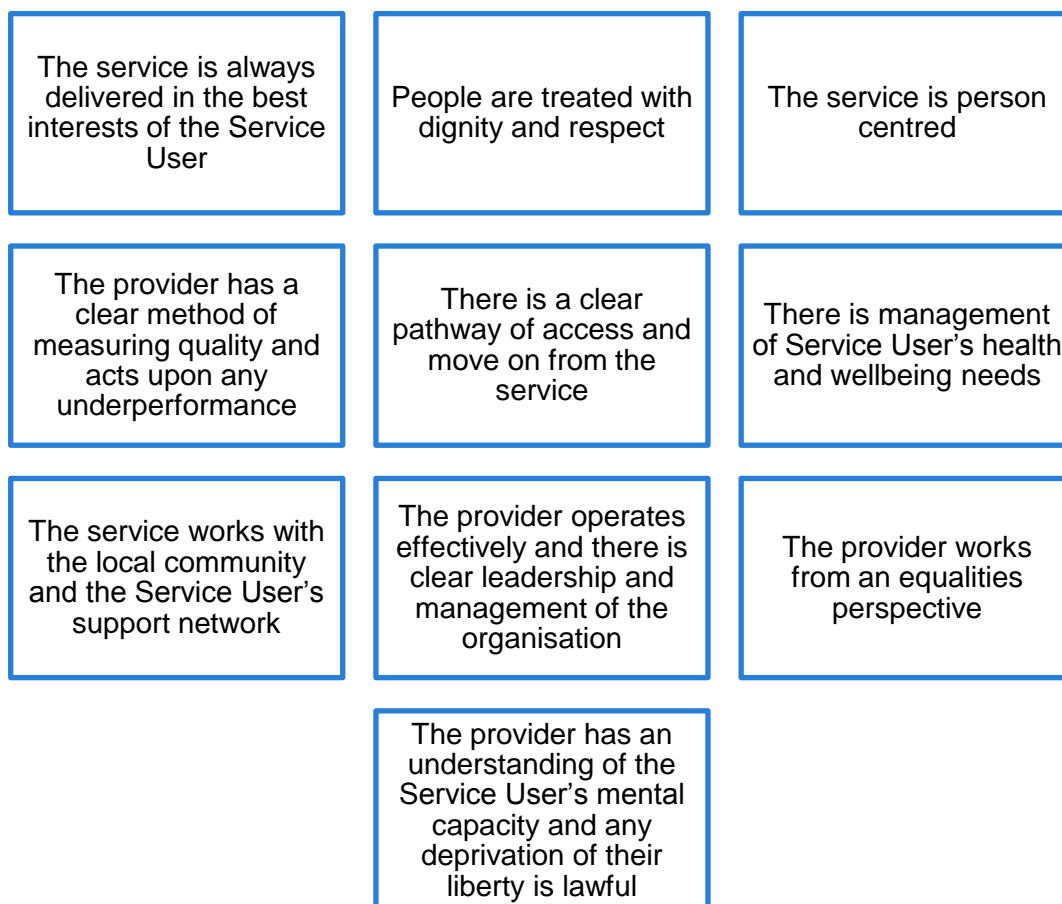 The service is always
delivered in the best
interests of the Service
User
People are treated with
dignity and respect
The service is person
centred
The provider has a
clear method of
measuring quality and
acts upon any
underperformance
There is a clear
pathway of access and
move on from the
service
There is management
of Service User’s health
and wellbeing needs
The service works with
the local community
and the Service User’s
support network
The provider operates
effectively and there is
clear leadership and
management of the
organisation
The provider works
from an equalities
perspective
The provider has an
understanding of the
Service User’s mental
capacity and any
deprivation of their
liberty is lawful